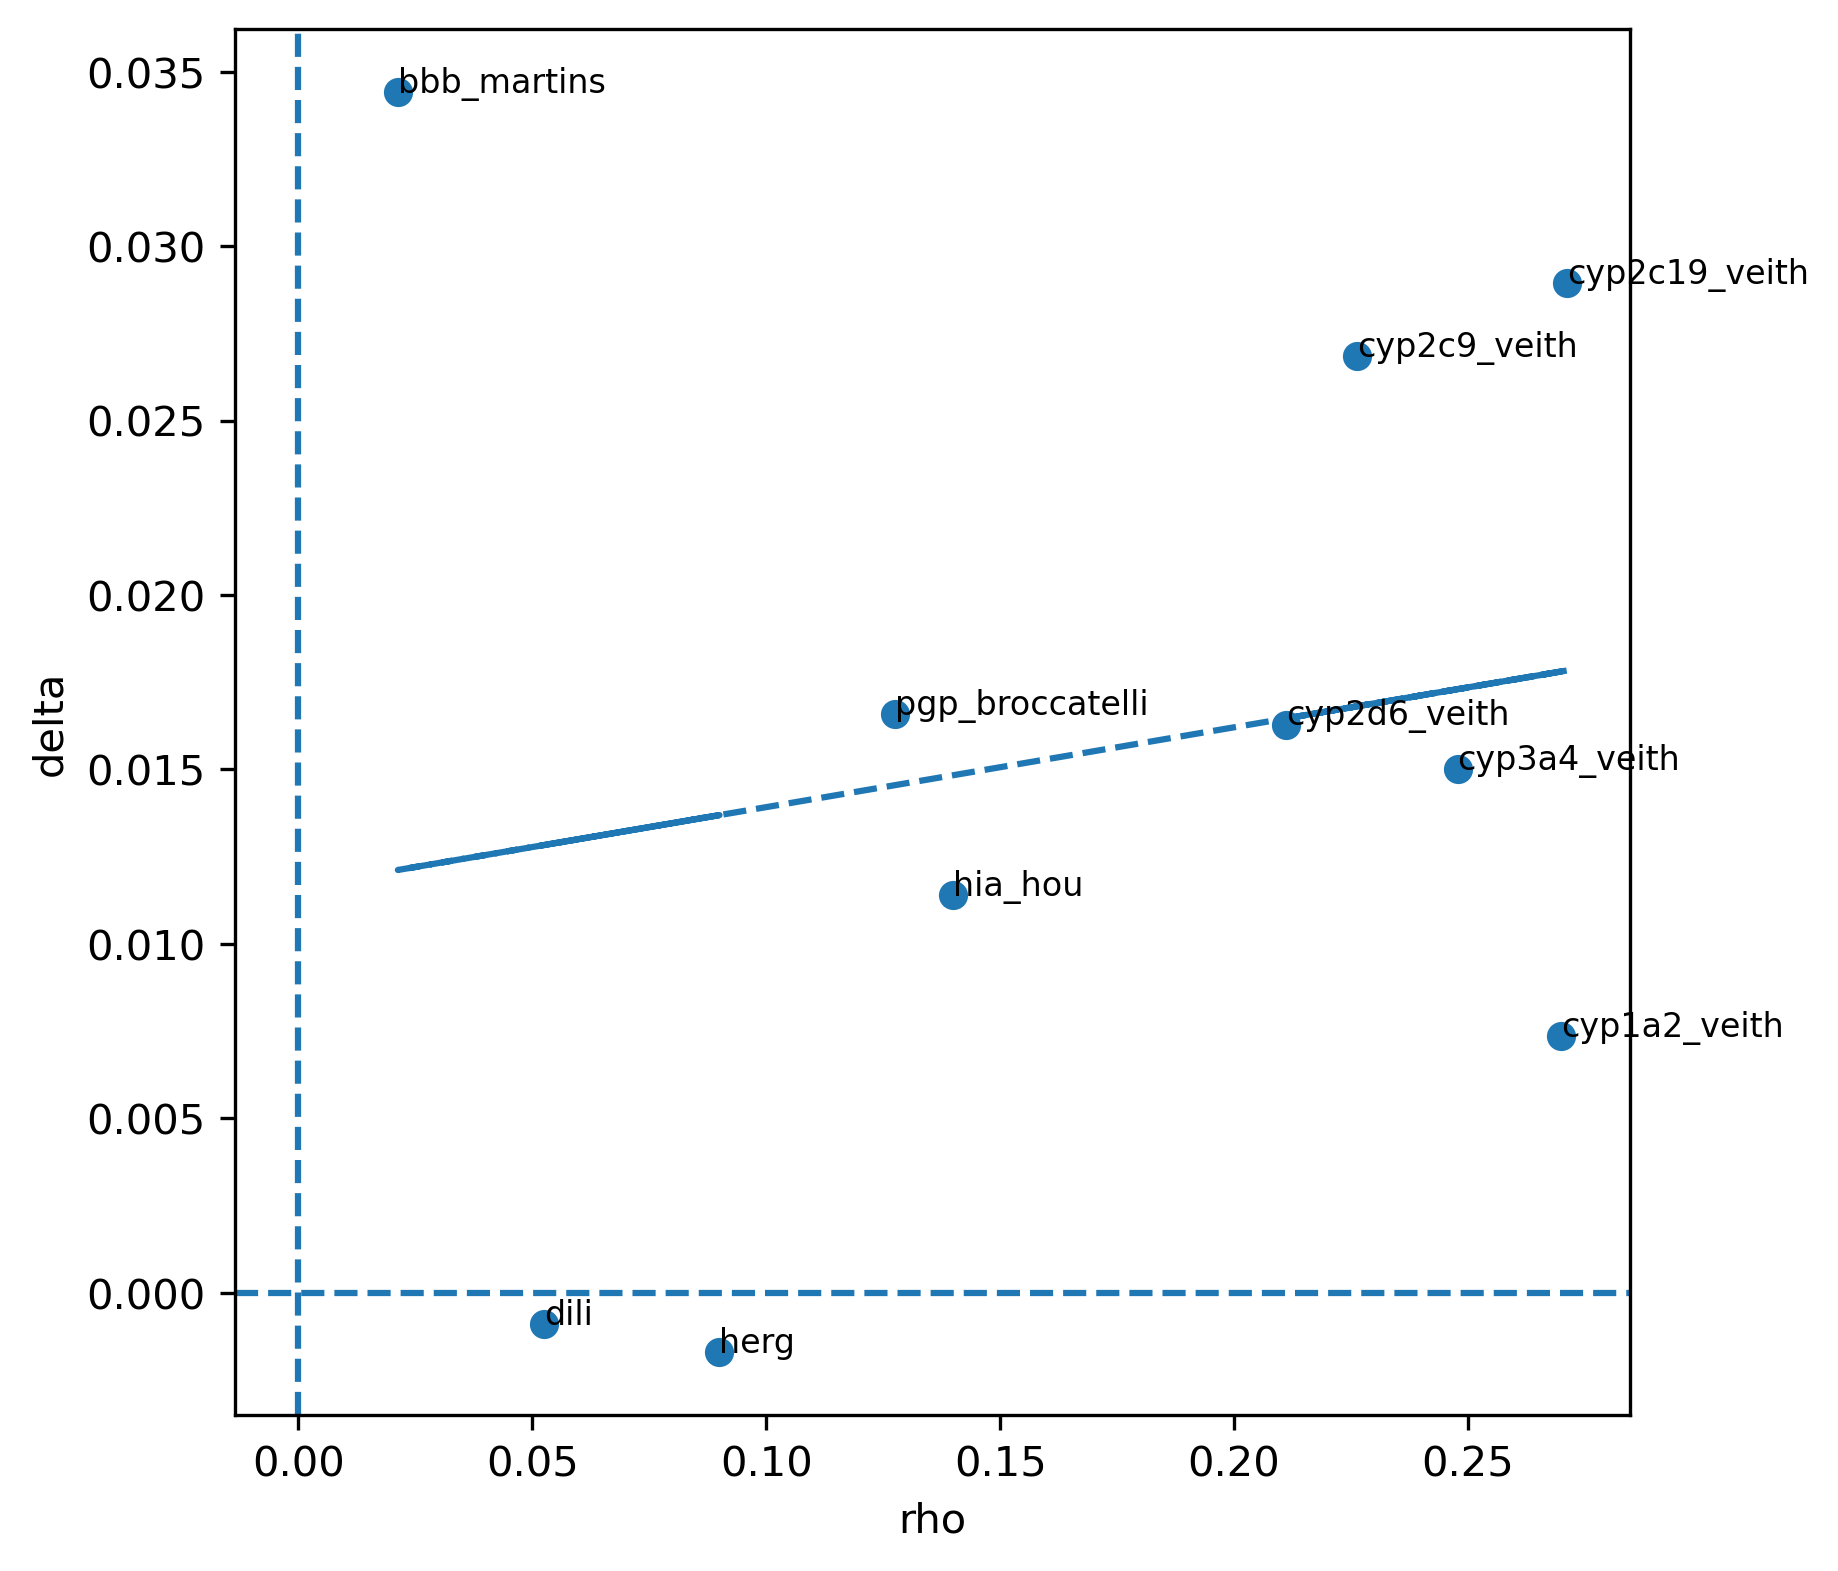 0.035
0.030
0.025
0.020
0.015
0.010
0.005
0.000
delta
bbb_martins
cyp2c19_veith
cyp2c9_veith
pgp_broccatelli
cyp2d6_veith
cyp3a4_veith
hia_hou
cyp1a2_veith
dili
herg
0.00 0.05 0.10 0.15 0.20 0.25
rho